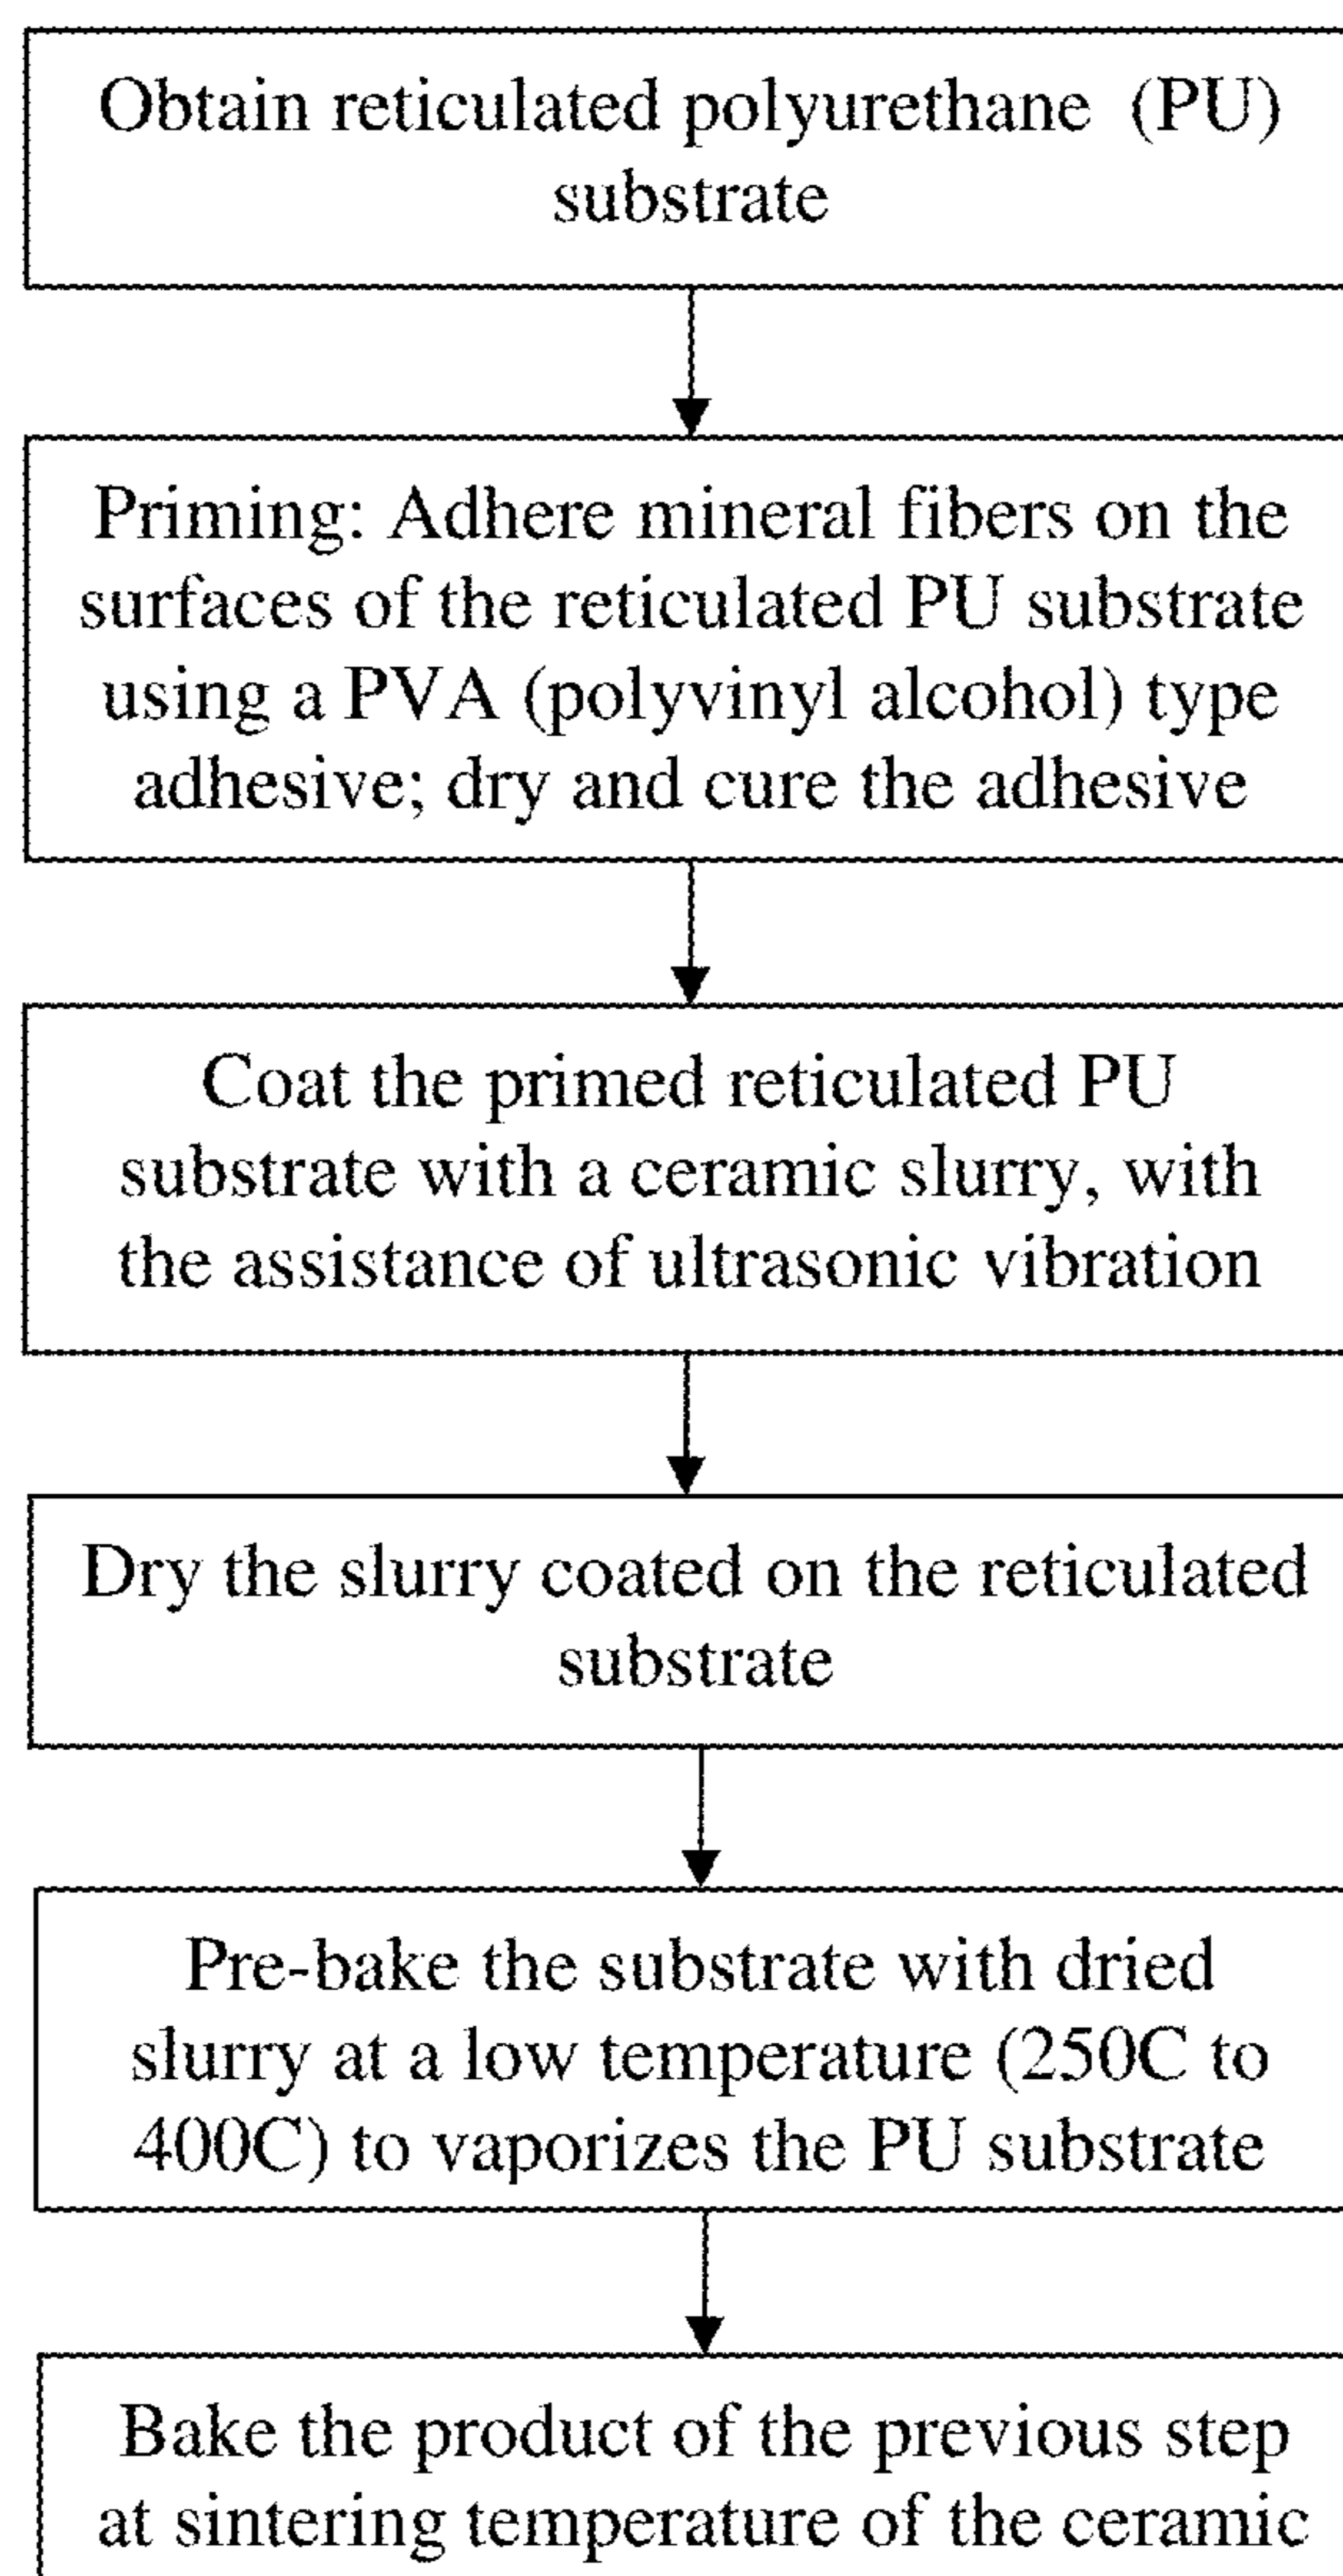 Obtain reticulated polyurethane (PU)
substrate
Priming: Adhere mineral fibers on the
surfaces of the reticulated PU substrate
using a PVA (polyvinyl alcohol) type
adhesive; dry and cure the adhesive
Coat the primed reticulated PU
substrate with a ceramic slurry, with
the assistance of ultrasonic vibration
Dry the slurry coated on the reticulated
substrate
Pre-bake the substrate with dried
slurry at a low temperature (250C to
400C) to vaporizes the PU substrate
Bake the product of the previous step
at sintering temperature of the ceramic